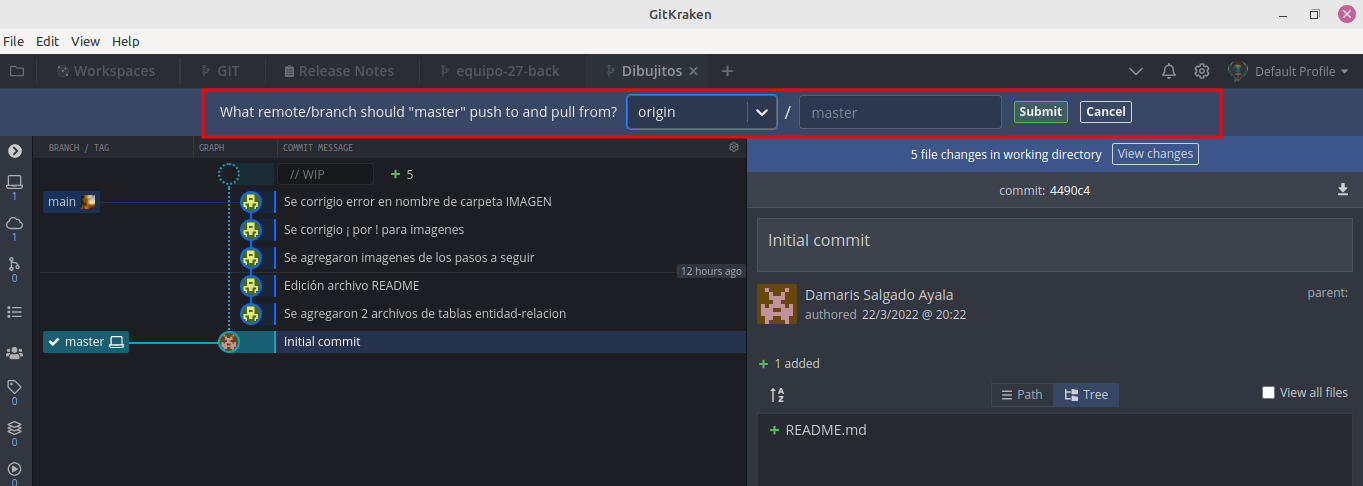 GitKraken
File Edit View Help
Workspaces GIT Release Notes equipo-27-back Dibujitos Default Profile
What remote/branch should "master" push to and pull from? origin / master Submit Cancel
BRANCH / TAG GRAPH COMMIT MESSAGE
5 file changes in working directory View changes
// WIP + 5
commit: 4490c4
1
main Se corrigio error en nombre de carpeta IMAGEN
Se corrigio ¡ por ! para imagenes
1
Initial commit
Se agregaron imagenes de los pasos a seguir
12 hours ago
0
Edición archivo README
Damaris Salgado Ayala parent:
authored 22/3/2022 @ 20:22
Se agregaron 2 archivos de tablas entidad-relacion
master Initial commit
+ 1 added
A
Z
Path Tree View all files
0
+ README.md
0
0